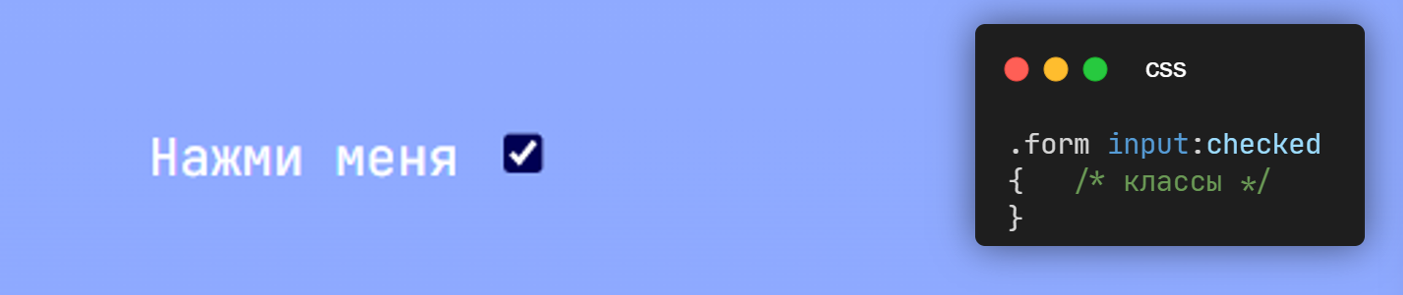 Нажми меня
css
.form input:checked
{   /* классы */
}